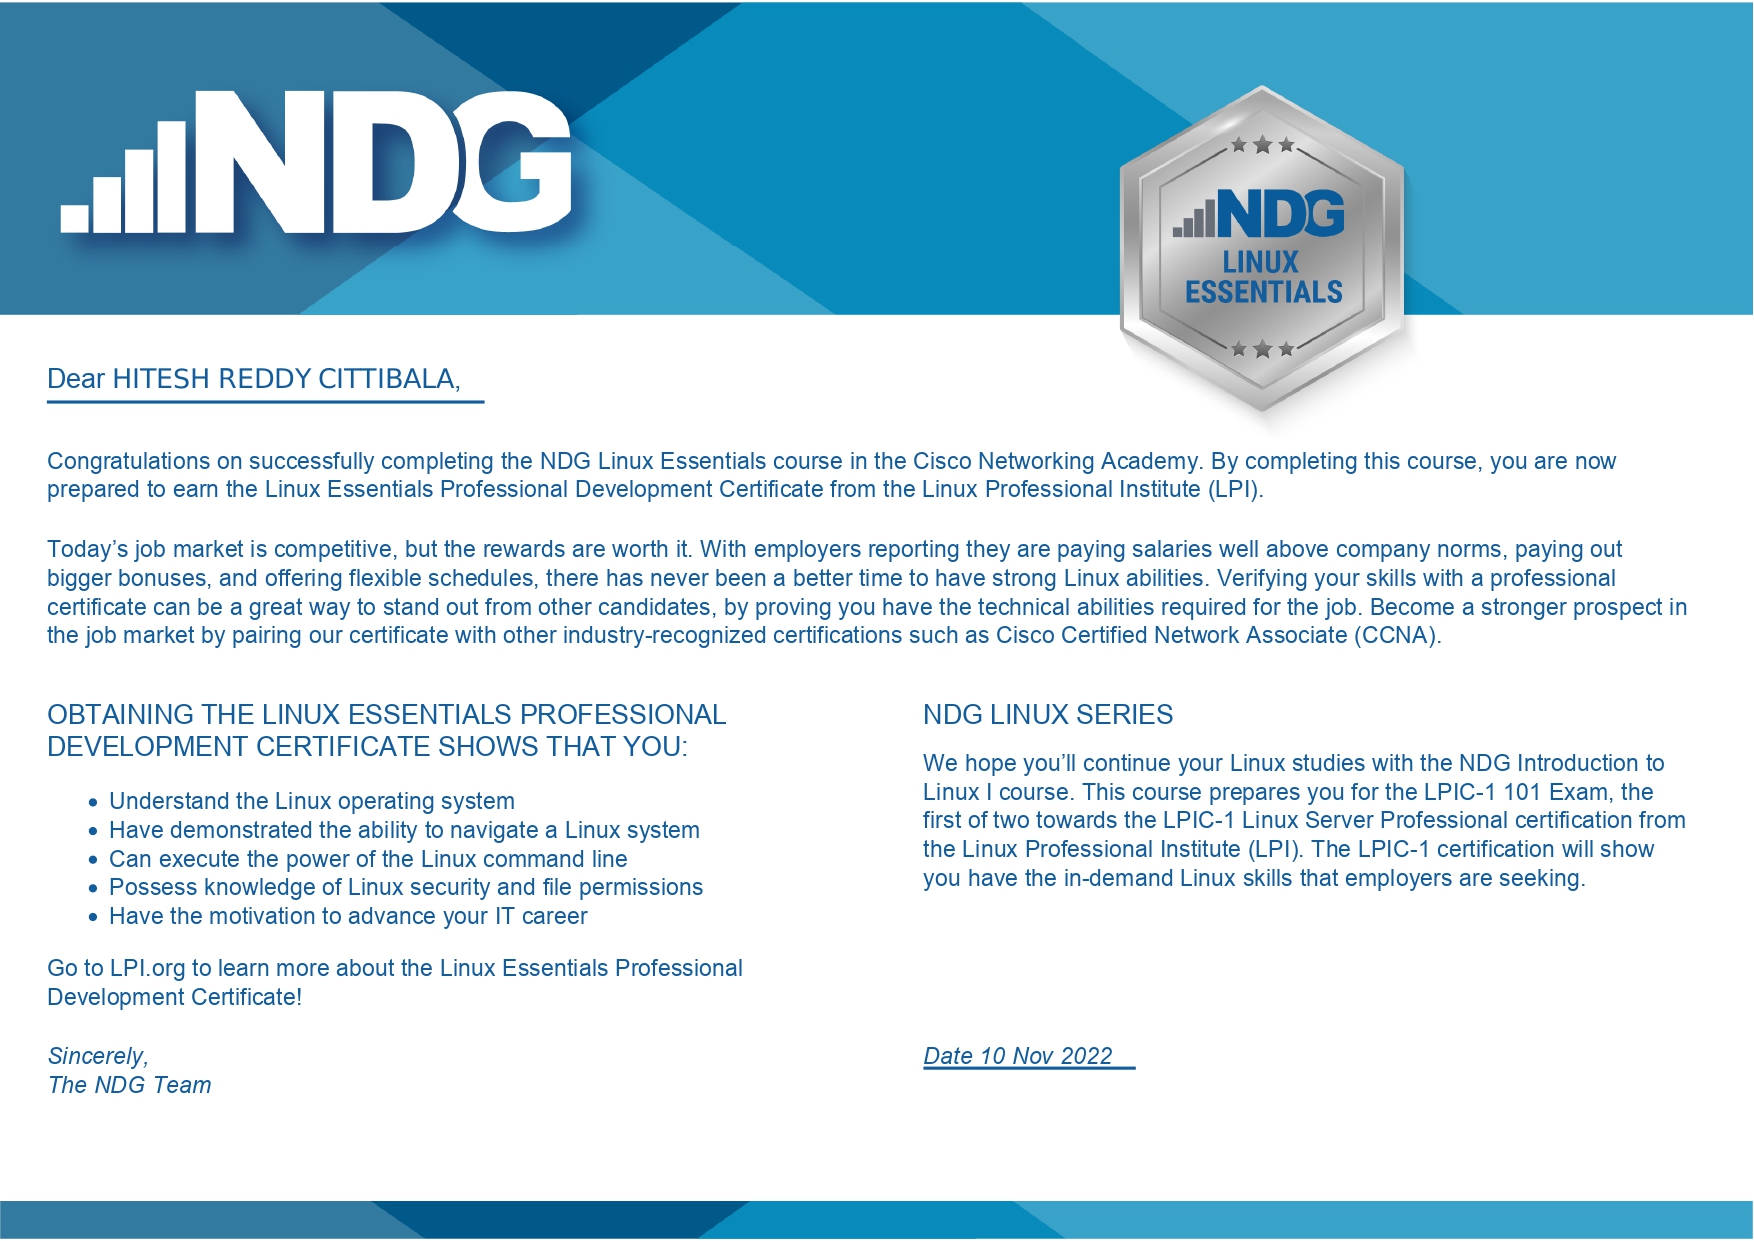 NDG
NDG
LINUX
ESSENTIALS
Dear HITESH REDDY CITTIBALA,
Congratulations on successfully completing the NDG Linux Essentials course in the Cisco Networking Academy. By completing this course, you are now
prepared to earn the Linux Essentials Professional Development Certificate from the Linux Professional Institute (LPI).
Today’s job market is competitive, but the rewards are worth it. With employers reporting they are paying salaries well above company norms, paying out
bigger bonuses, and offering flexible schedules, there has never been a better time to have strong Linux abilities. Verifying your skills with a professional
certificate can be a great way to stand out from other candidates, by proving you have the technical abilities required for the job. Become a stronger prospect in
the job market by pairing our certificate with other industry-recognized certifications such as Cisco Certified Network Associate (CCNA).
OBTAINING THE LINUX ESSENTIALS PROFESSIONAL
DEVELOPMENT CERTIFICATE SHOWS THAT YOU:
• Understand the Linux operating system
• Have demonstrated the ability to navigate a Linux system
• Can execute the power of the Linux command line
• Possess knowledge of Linux security and file permissions
• Have the motivation to advance your IT career
Go to LPI.org to learn more about the Linux Essentials Professional
Development Certificate!
Sincerely,
The NDG Team
NDG LINUX SERIES
We hope you’ll continue your Linux studies with the NDG Introduction to
Linux I course. This course prepares you for the LPIC-1 101 Exam, the
first of two towards the LPIC-1 Linux Server Professional certification from
the Linux Professional Institute (LPI). The LPIC-1 certification will show
you have the in-demand Linux skills that employers are seeking.
Date 10 Nov 2022